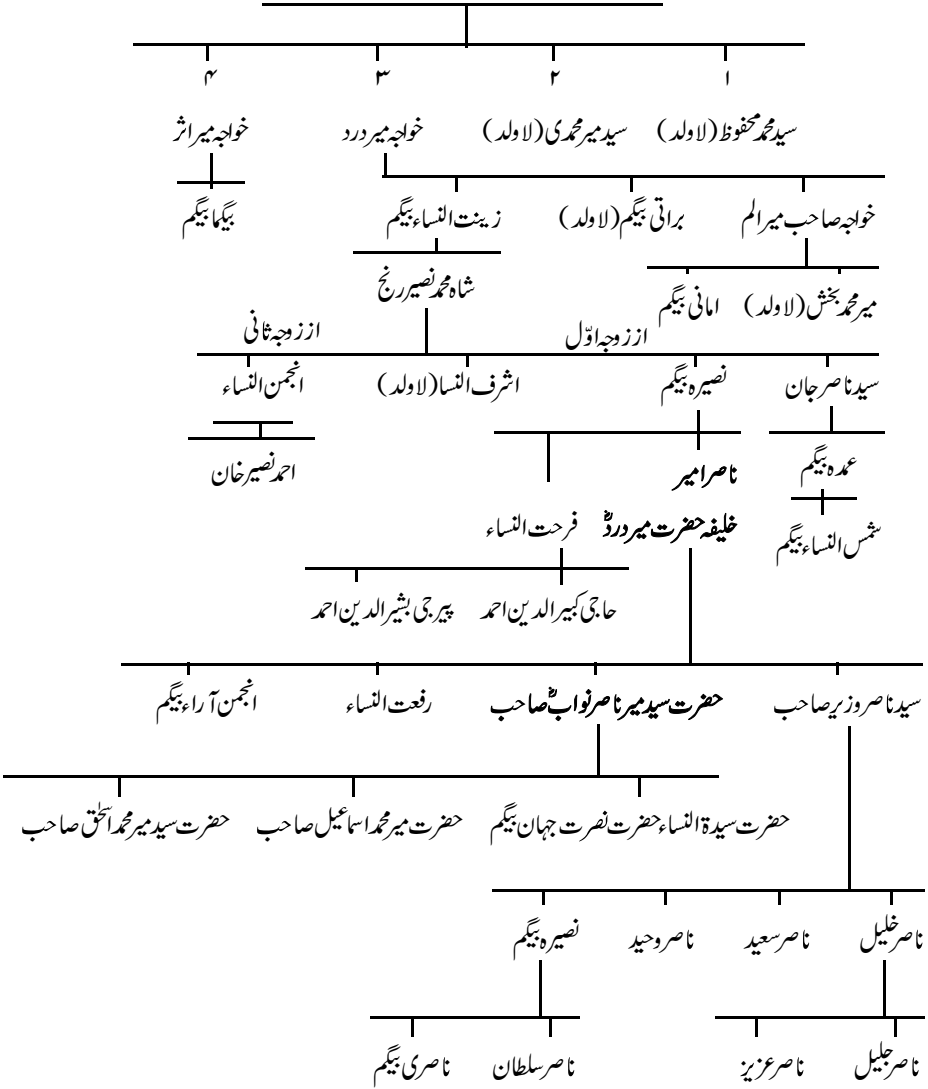 ۱ ۲ ۳ ۴
سید محمد محفوظ (لاولد) سید میر محمدی (لاولد) خواجہ میر درد خواجہ میر اثر
خواجہ صاحب میر الم براتی بیگم (لاولد) زینت النساء بیگم بیگما بیگم
میر محمد بخش (لاولد) امانی بیگم شاہ محمد نصیر رنج
از زوجہ اوّل از زوجہ ثانی
سید ناصر جان نصیرہ بیگم اشرف النسا (لاولد) انجمن النساء
عمدہ بیگم ناصر امیر احمد نصیر خان
شمس النساء بیگم خلیفہ حضرت میر دردؓ فرحت النساء
حاجی کبیر الدین احمد پیر جی بشیر الدین احمد
سید ناصر وزیر صاحب حضرت سید میر ناصر نوابؓ صاحب رفعت النساء انجمن آراء بیگم
حضرت سیدۃ النساء حضرت نصرت جہان بیگم حضرت میر محمد اسماعیل صاحب حضرت سید میر محمد اسحٰق صاحب
ناصر خلیل ناصر سعید ناصر وحید نصیرہ بیگم
ناصر جلیل ناصر عزیز ناصر سلطان ناصری بیگم